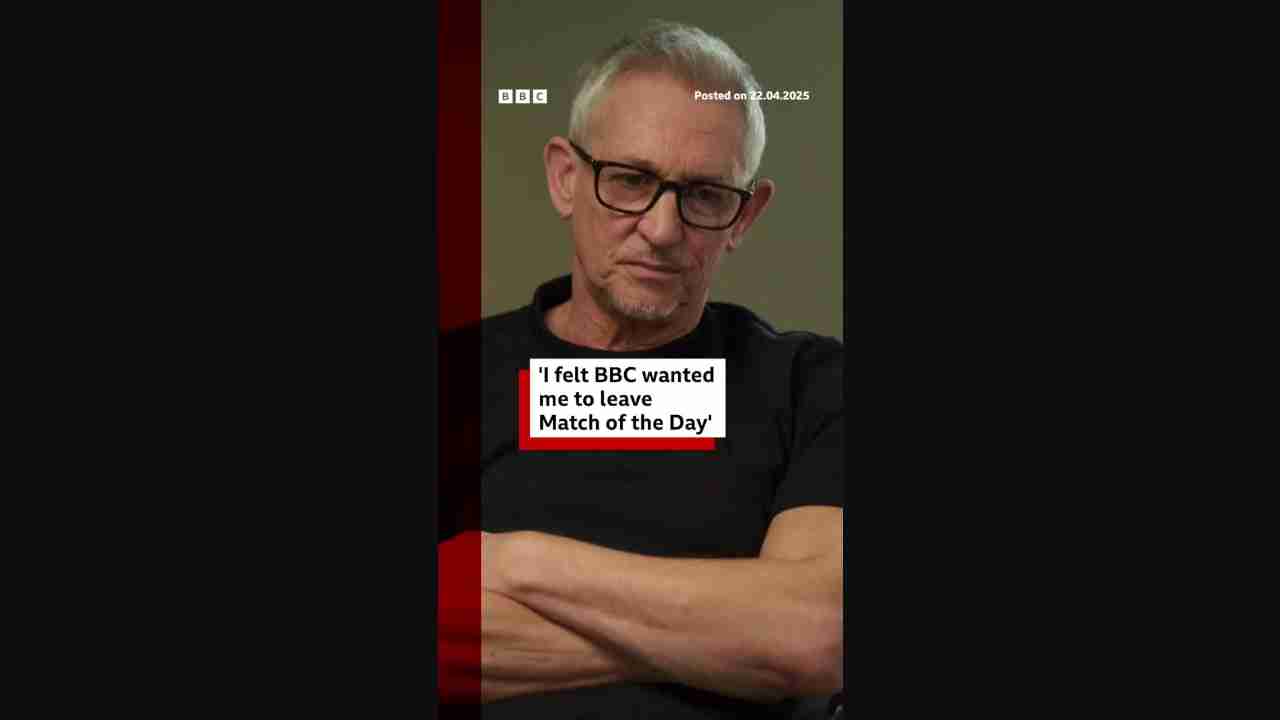 BBC
Posted on 22.04.2025
'I felt BBC wanted
me to leave
Match of the Day'